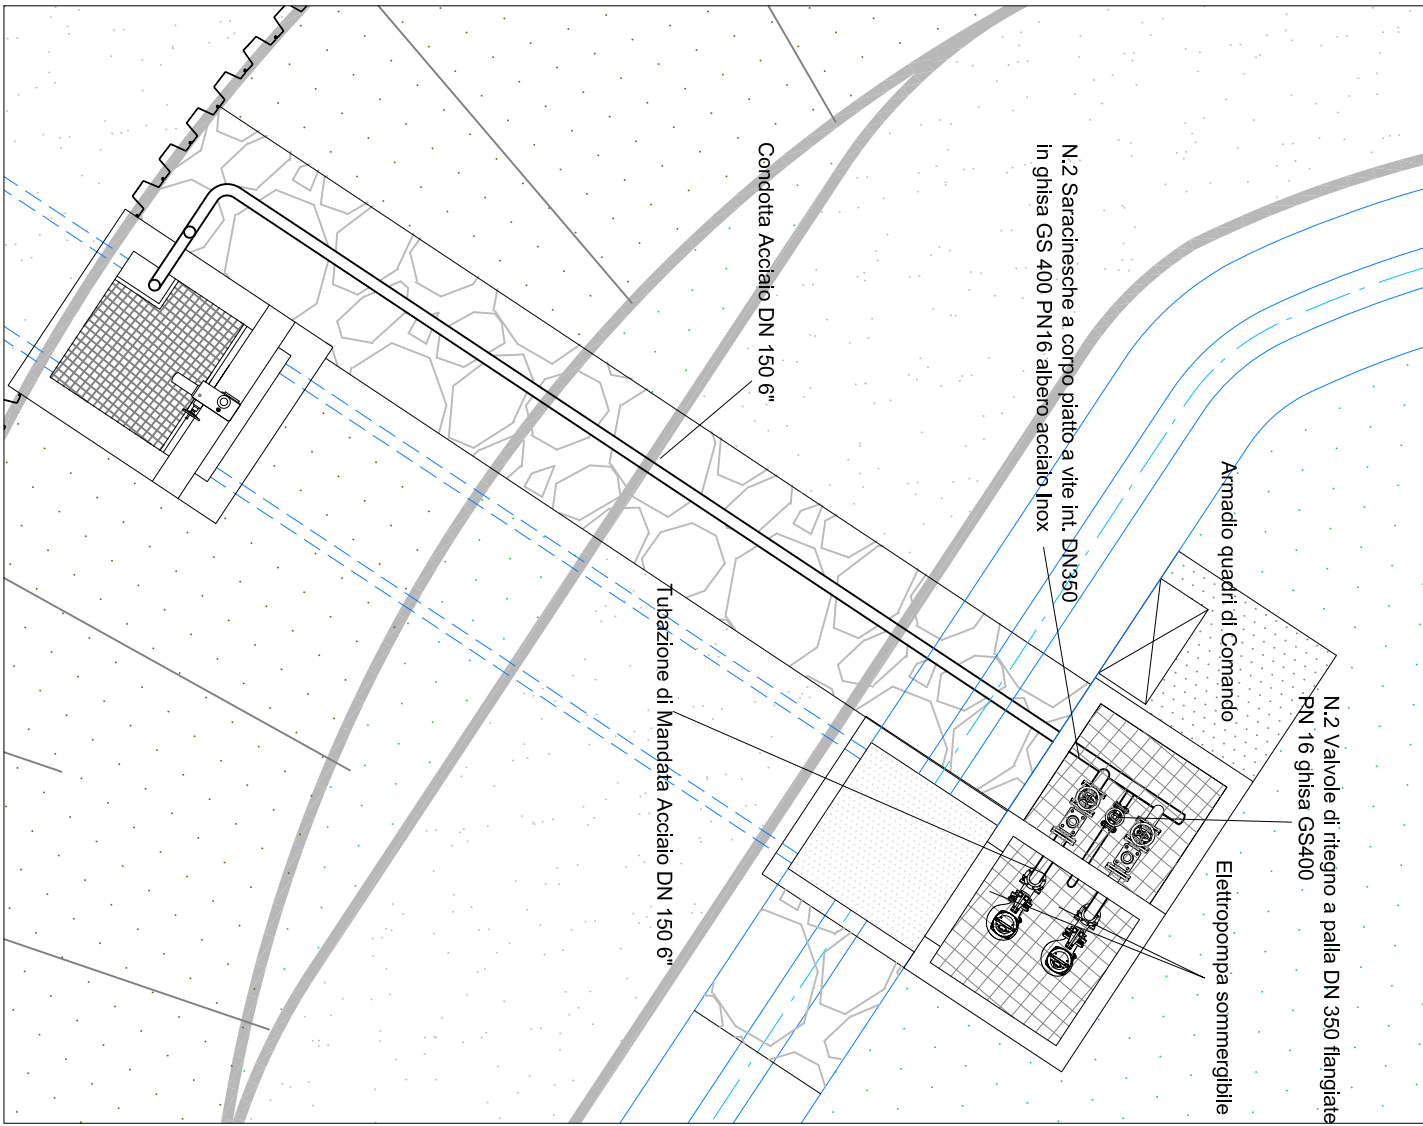 N.2 Valvole di ritegno a palla DN 350 flangiate
PN 16 ghisa GS400
Armadio quadri di Comando
Elettropompa sommergibile
N.2 Saracinesche a corpo piatto a vite int. DN350
in ghisa GS 400 PN16 albero acciaio Inox
Condotta Acciaio DN 150 6"
Tubazione di Mandata Acciaio DN 150 6"